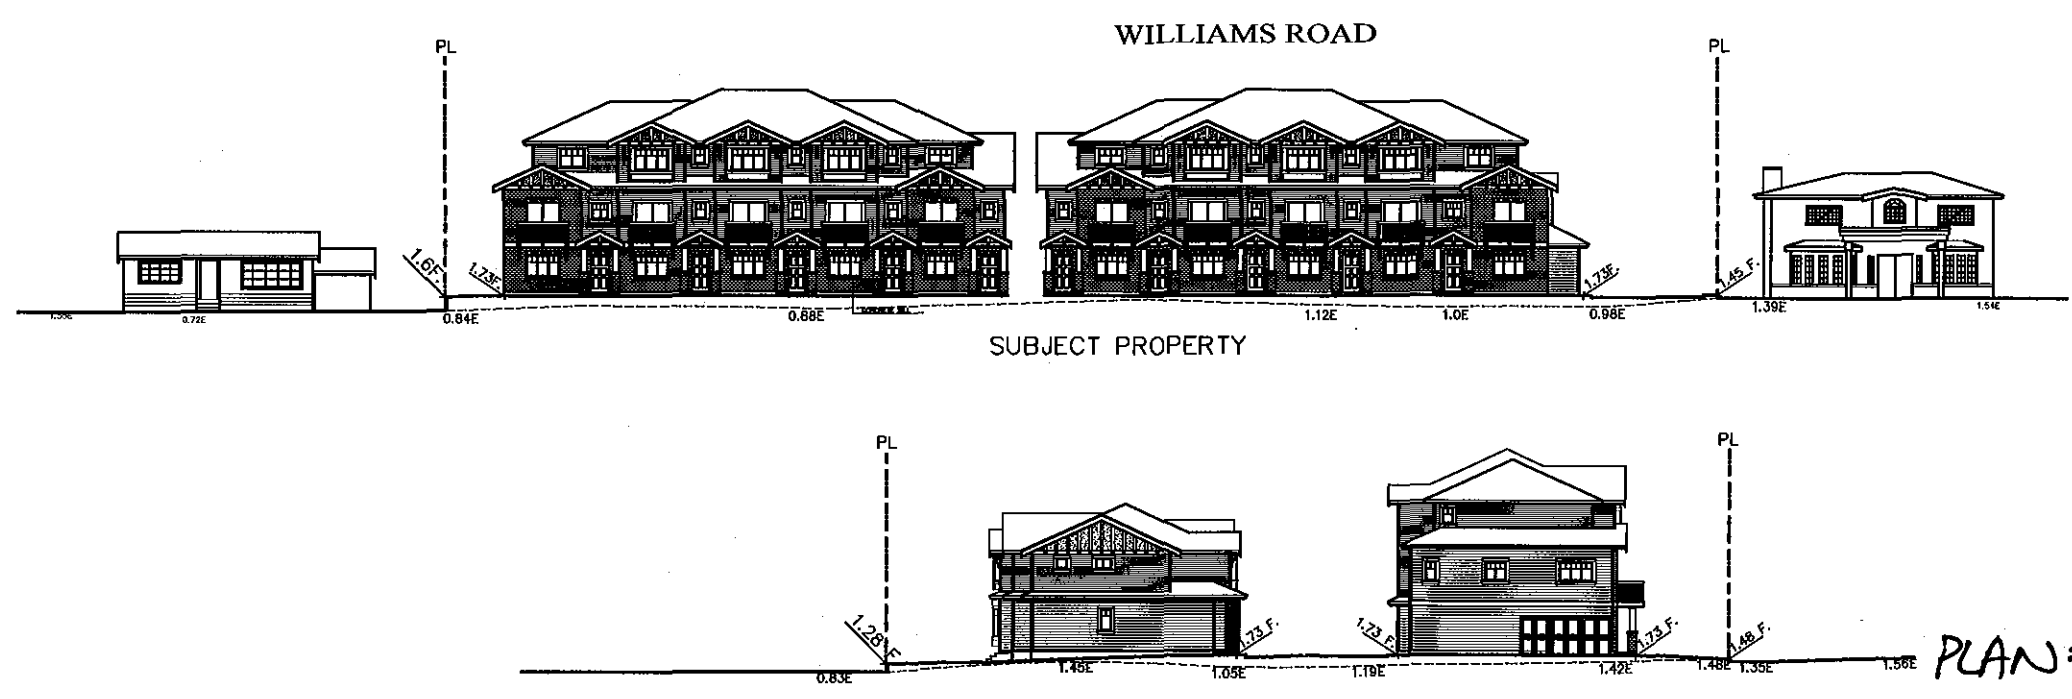 WILLIAMS ROAD
PL PL
1.6F. 1.73F. 1.73F. 1.45 F.
0.72E 0.84E 0.88E 1.12E 1.0E 0.98E 1.39E 1.54E
SUBJECT PROPERTY
PL PL
1.28 F. 1.73 F. 1.73 F. 1.73 F. 1.48 F.
0.83E 1.45E 1.05E 1.19E 1.42E 1.48E 1.35E 1.56E
PLAN